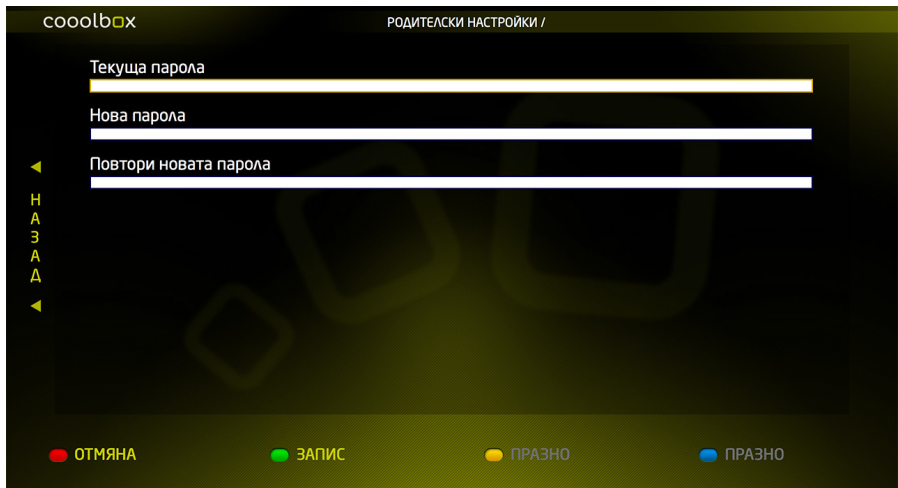 cooolbox
РОДИТЕЛСКИ НАСТРОЙКИ /
Текуща парола
Нова парола
Повтори новата парола
НАЗАД
ОТМЯНА
ЗАПИС
ПРАЗНО
ПРАЗНО